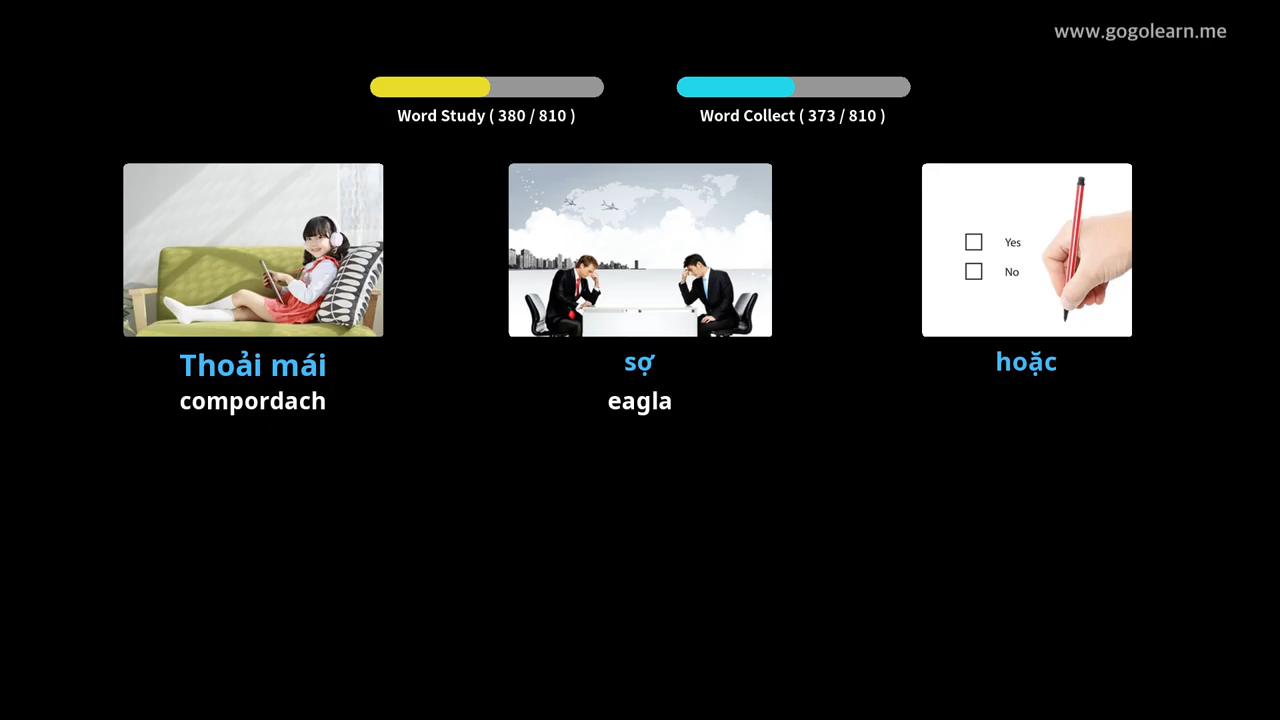 www.gogolearn.me
Word Study ( 380 / 810 )
Word Collect ( 373 / 810 )
Yes
No
Thoải mái
compordach
sợ
eagla
hoặc